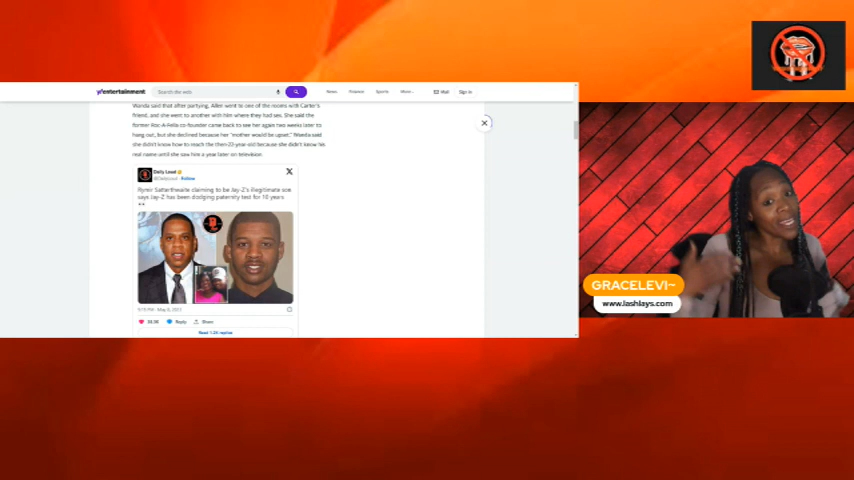 y!entertainment
Search the web
News
Finance
Sports
More...
Mail
Sign in
Wanda said that after partying, Allen went to one of the rooms with Carter's
friend, and she went to another with him where they had sex. She said the
former Roc-A-Fella co-founder came back to see her again two weeks later to
hang out, but she declined because her "mother would be upset." Wanda said
she didn't know how to reach the then-22-year-old because she didn't know his
real name until she saw him a year later on television.
Daily Loud
@DailyLoud · Follow
X
Rymir Satterthwaite claiming to be Jay-Z's illegitimate son
says Jay-Z has been dodging paternity test for 10 years
Reply
Share
GRACELEVI~
www.lashlays.com